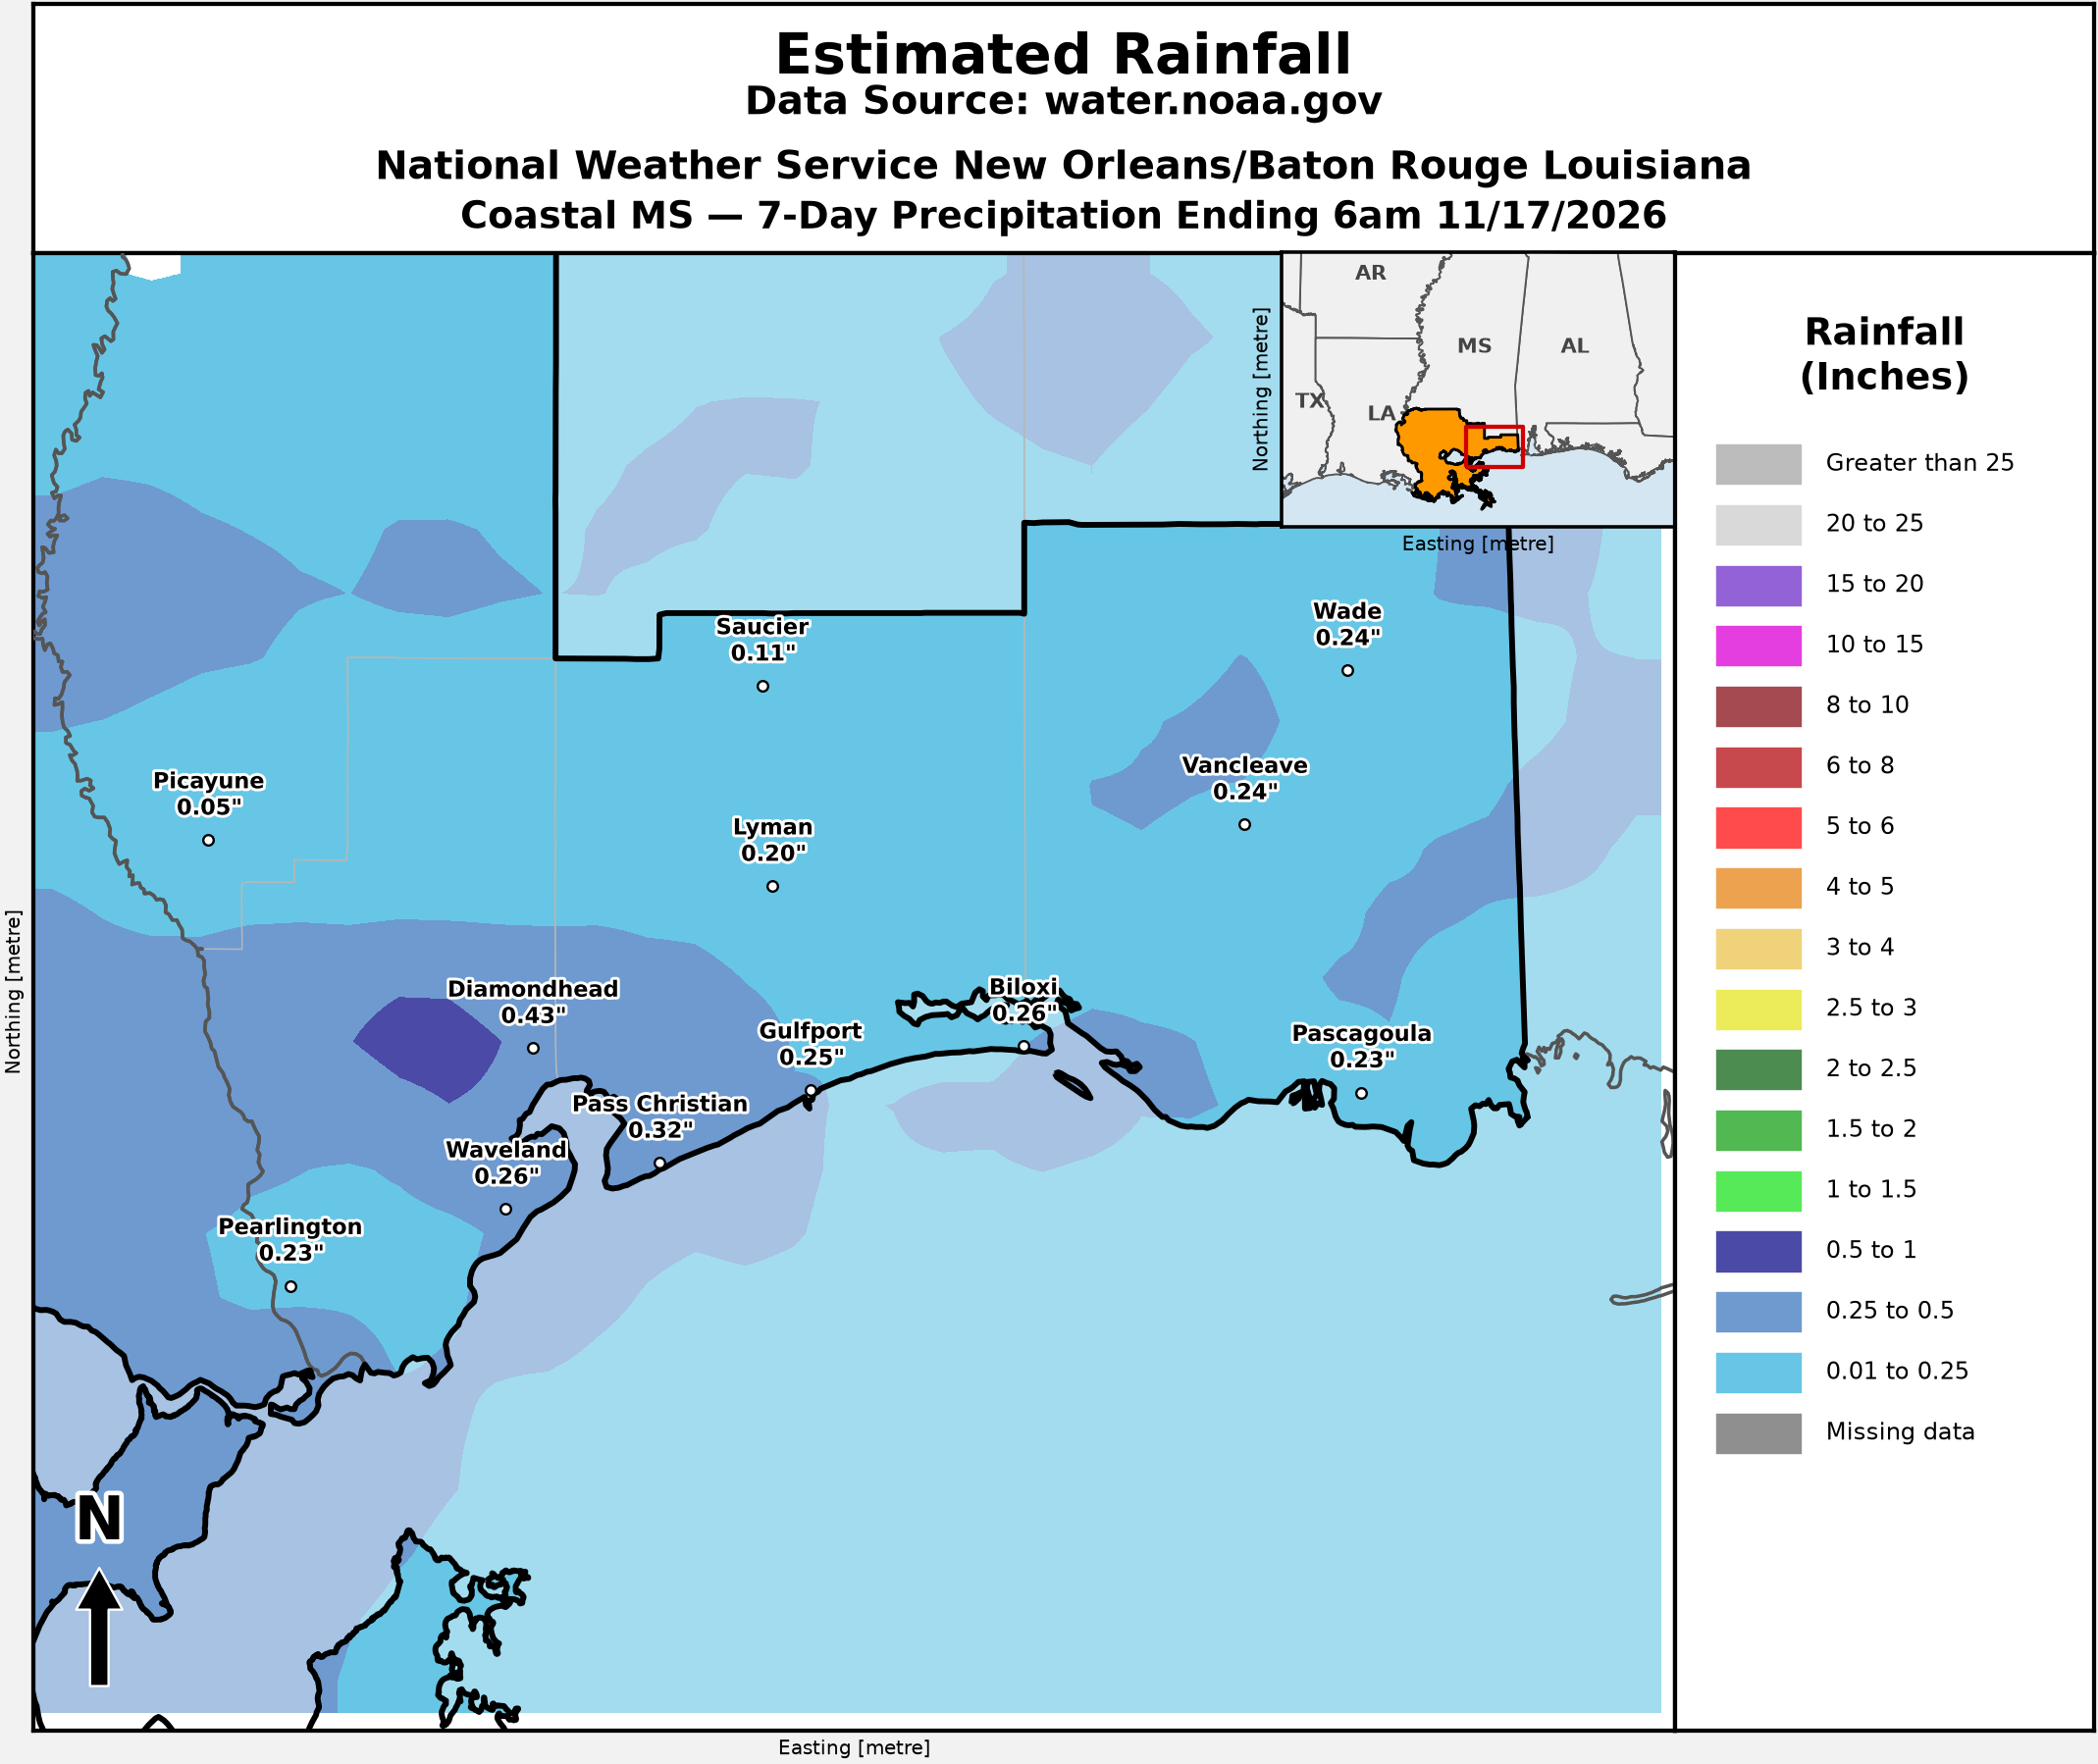 Estimated Rainfall
Data Source: water.noaa.gov
National Weather Service New Orleans/Baton Rouge Louisiana
Coastal MS — 7-Day Precipitation Ending 6am 11/17/2026
AR
MS
AL
TX
LA
Northing [metre]
Easting [metre]
Rainfall
(Inches)
Greater than 25
20 to 25
15 to 20
10 to 15
8 to 10
6 to 8
5 to 6
4 to 5
3 to 4
2.5 to 3
2 to 2.5
1.5 to 2
1 to 1.5
0.5 to 1
0.25 to 0.5
0.01 to 0.25
Missing data
Wade
0.24"
Saucier
0.11"
Vancleave
0.24"
Picayune
0.05"
Lyman
0.20"
Diamondhead
0.43"
Biloxi
0.26"
Gulfport
0.25"
Pascagoula
0.23"
Pass Christian
0.32"
Waveland
0.26"
Pearlington
0.23"
N
Northing [metre]
Easting [metre]